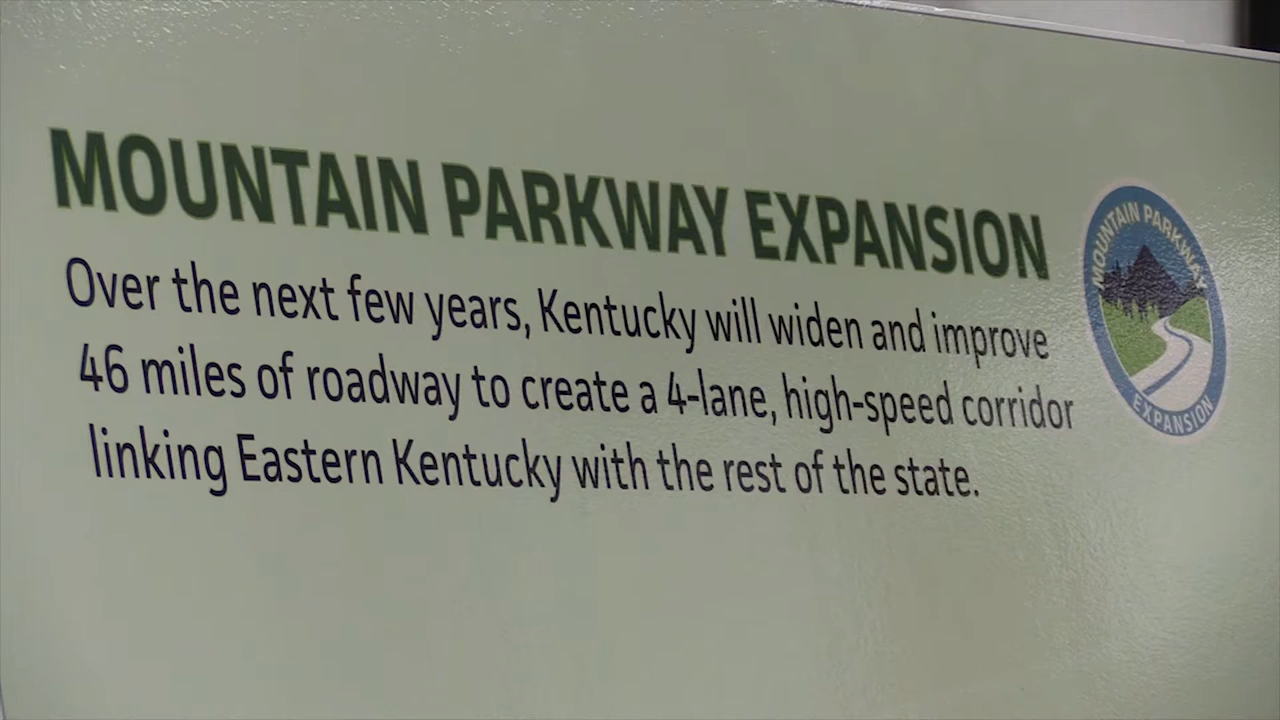 MOUNTAIN PARKWAY EXPANSION
Over the next few years, Kentucky will widen and improve
46 miles of roadway to create a 4-lane, high-speed corridor
linking Eastern Kentucky with the rest of the state.
MOUNTAIN PARKWAY
EXPANSION